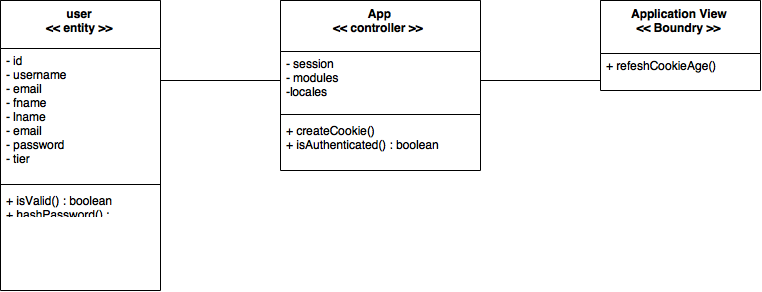 user
<< entity >>
- id
- username
- email
- fname
- lname
- email
- password
- tier
+ isValid() : boolean
+ hashPassword() :
App
<< controller >>
- session
- modules
-locales
+ createCookie()
+ isAuthenticated() : boolean
Application View
<< Boundry >>
+ refeshCookieAge()